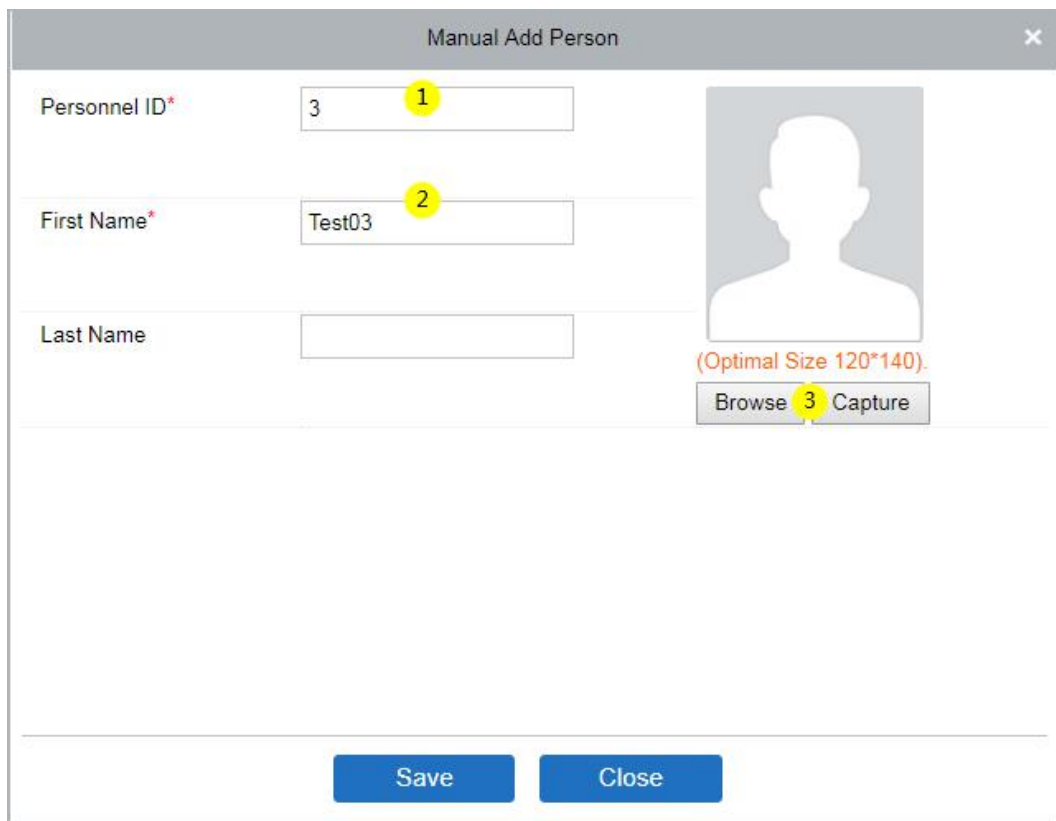 Manual Add Person ×
Personnel ID* 3 1
First Name* Test03 2
Last Name
(Optimal Size 120*140).
Browse 3 Capture
Save Close